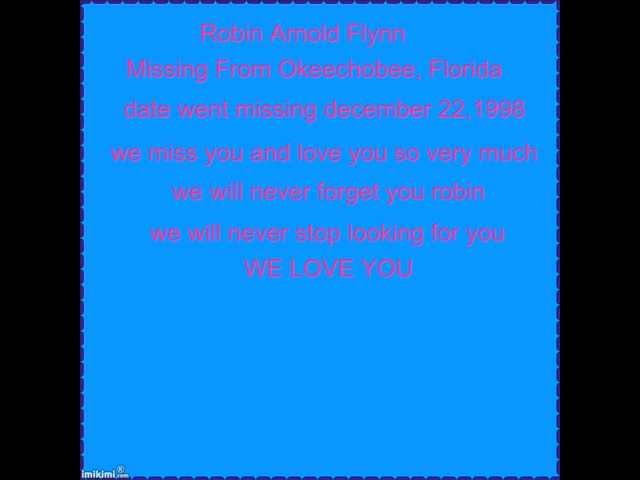 Robin Arnold Flynn
Missing From Okeechobee, Florida
date went missing december 22,1998
we miss you and love you so very much
we will never forget you robin
we will never stop looking for you
WE LOVE YOU
imikimi.com®